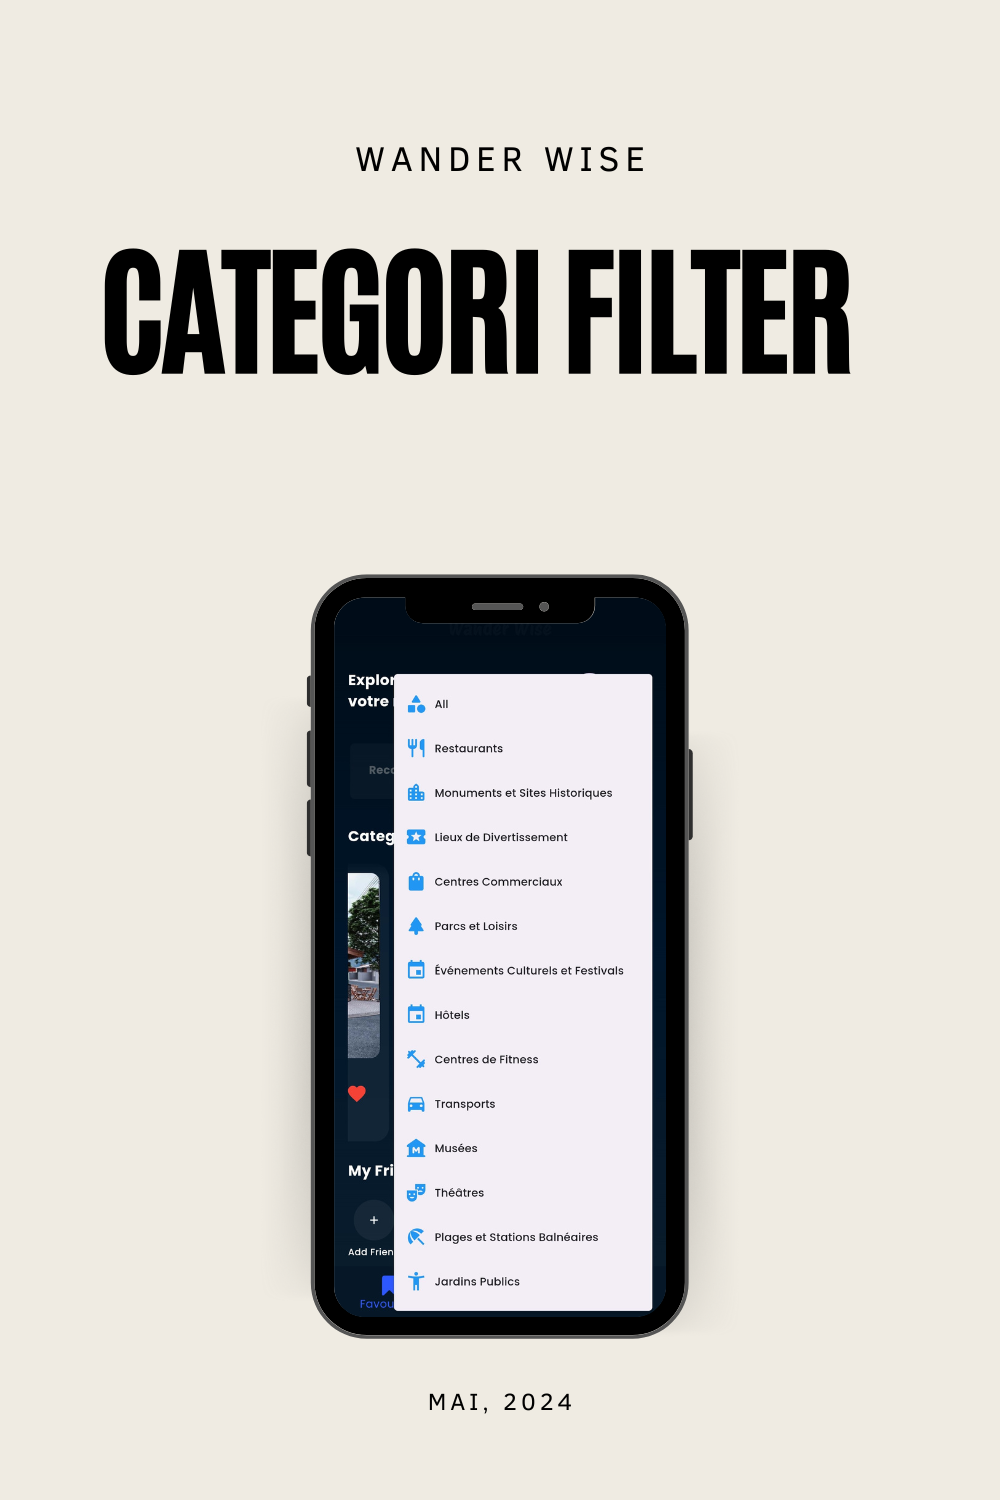 WANDER WISE
CATEGORI FILTER
Wander Wise
Explor
votre
Reco
Categ
My Fri
+
Add Frien
Favou
All
Restaurants
Monuments et Sites Historiques
Lieux de Divertissement
Centres Commerciaux
Parcs et Loisirs
Événements Culturels et Festivals
Hôtels
Centres de Fitness
Transports
Musées
Théâtres
Plages et Stations Balnéaires
Jardins Publics
MAI, 2024